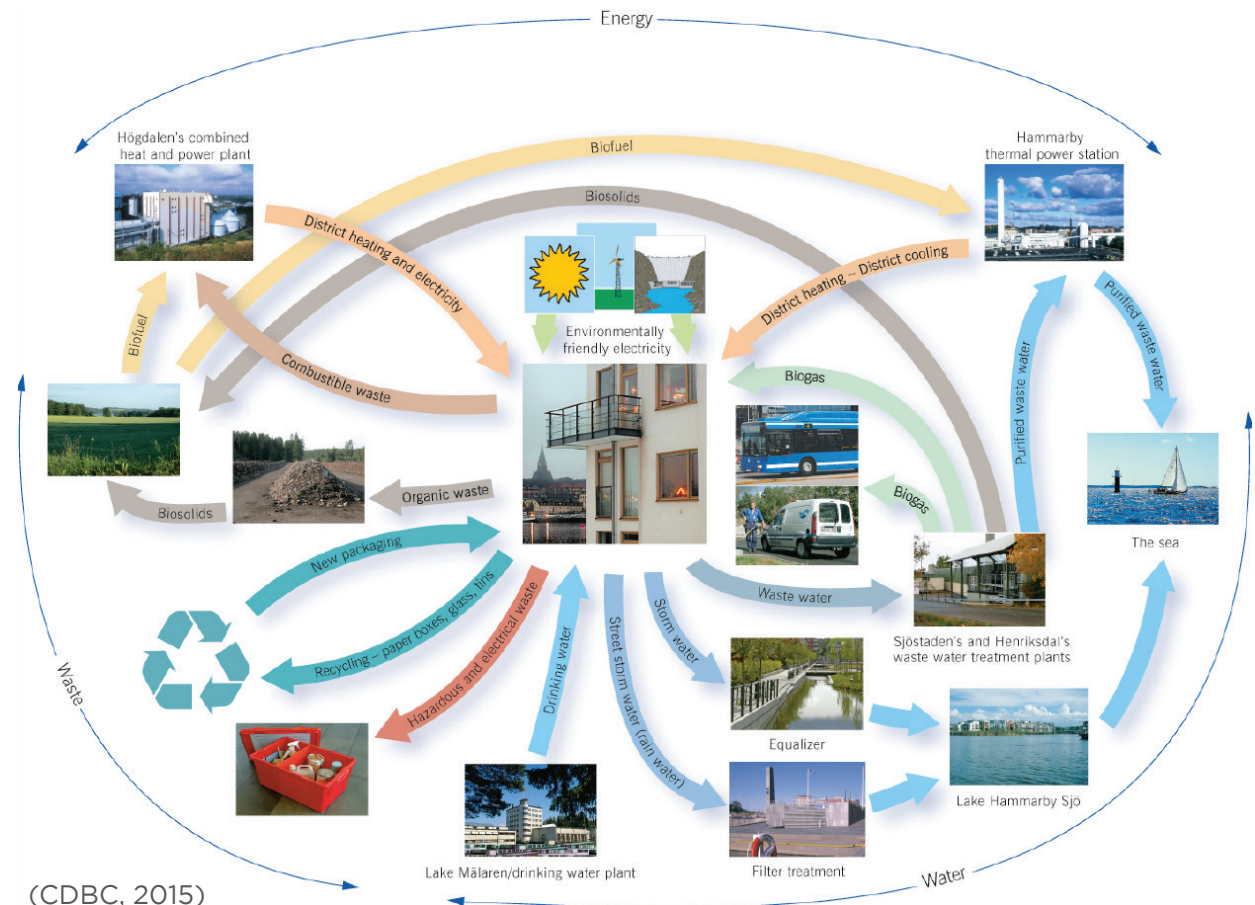 Energy
Högdalen's combined
heat and power plant
Hammarby
thermal power station
Biofuel
Biosolids
District heating and electricity
District heating – District cooling
Environmentally
friendly electricity
Biofuel
Combustible waste
Biogas
Purified waste water
Purified waste water
Organic waste
Biosolids
Biogas
The sea
New packaging
Recycling – paper boxes, glass, tins
Hazardous and electrical waste
Drinking water
Street storm water (rain water)
Storm water
Waste water
Sjöstaden's and Henriksdal's
waste water treatment plants
Waste
Equalizer
Lake Hammarby Sjö
Lake Mälaren/drinking water plant
Filter treatment
Water
(CDBC, 2015)